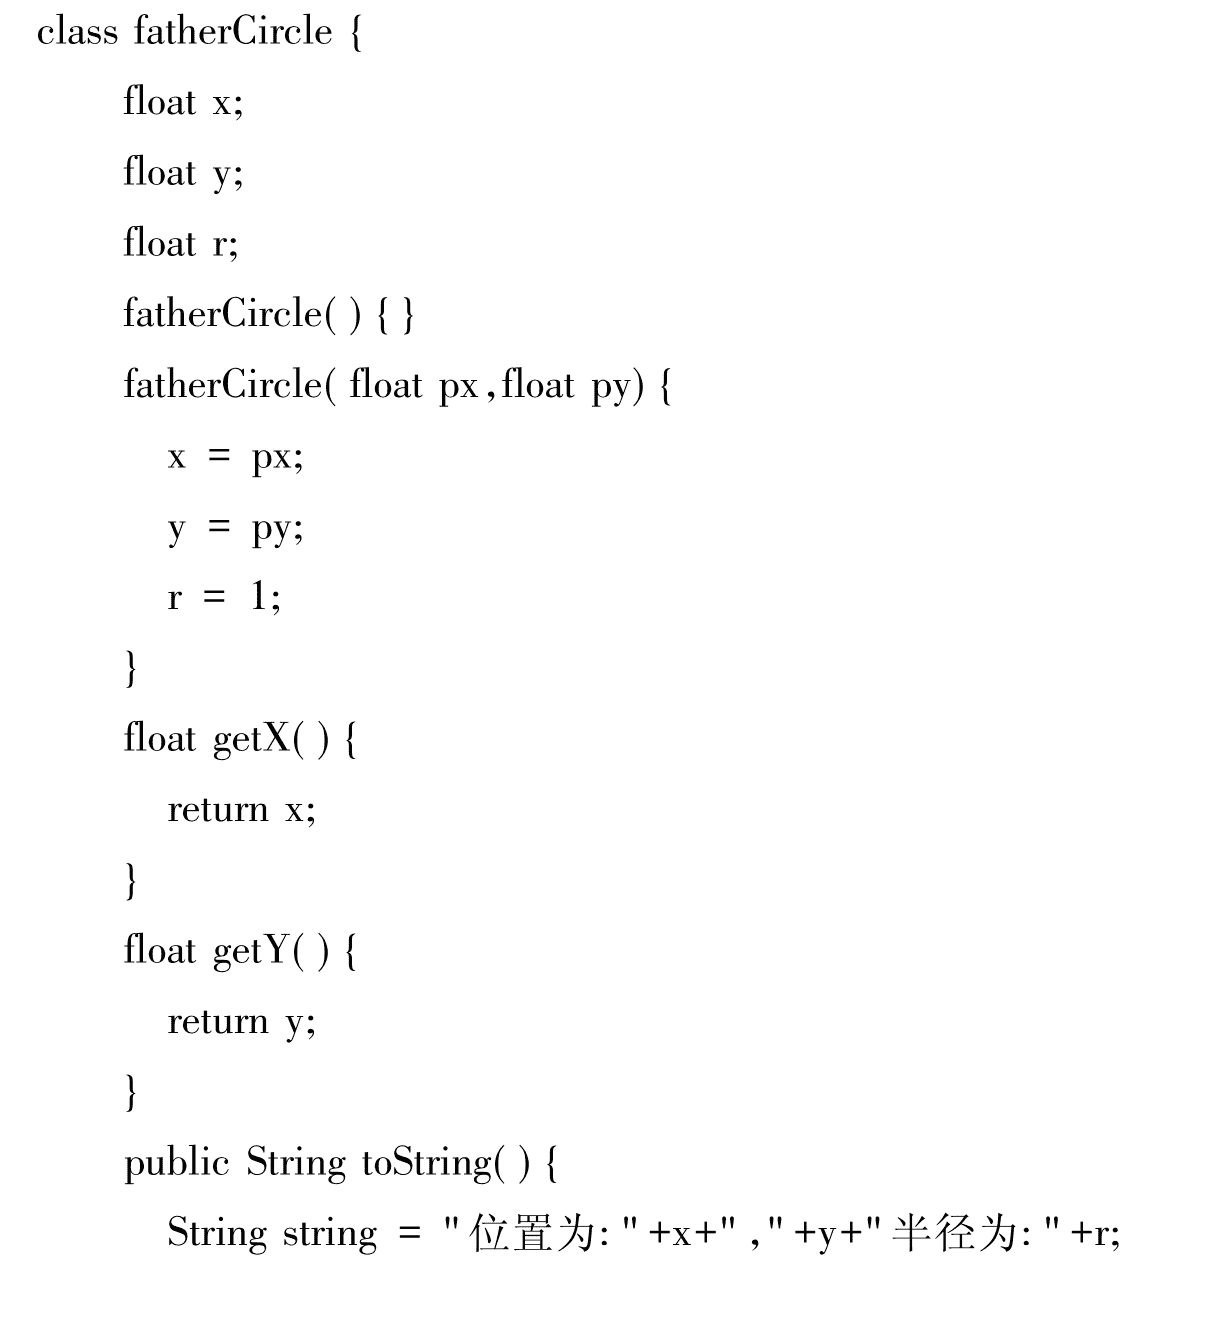 class fatherCircle {
float x;
float y;
float r;
fatherCircle( ) { }
fatherCircle( float px ,float py) {
x = px;
y = py;
r = 1;
}
float getX( ) {
return x;
}
float getY( ) {
return y;
}
public String toString( ) {
String string = "位置为: "+x+" ,"+y+"半径为: "+r;